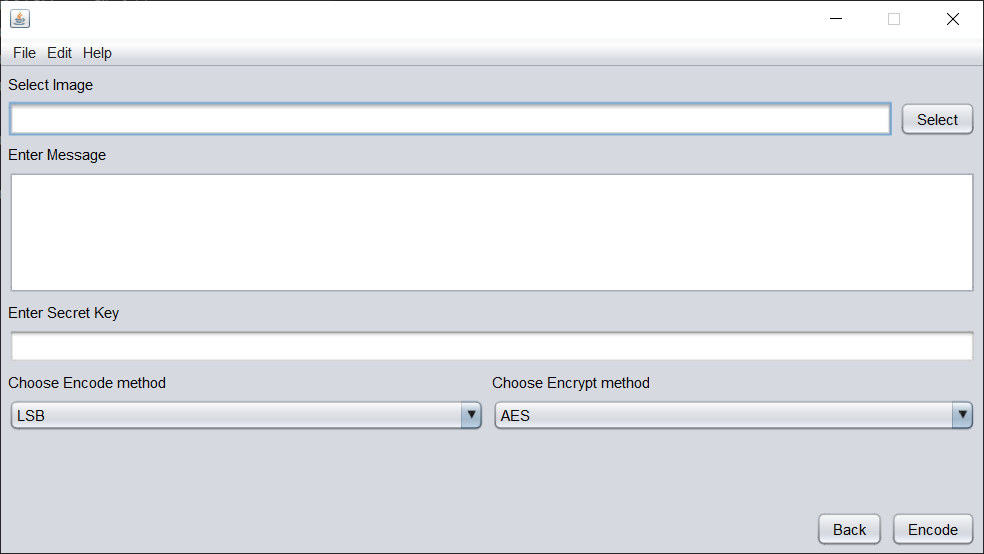 File Edit Help
Select Image
Select
Enter Message
Enter Secret Key
Choose Encode method Choose Encrypt method
LSB AES
Back Encode